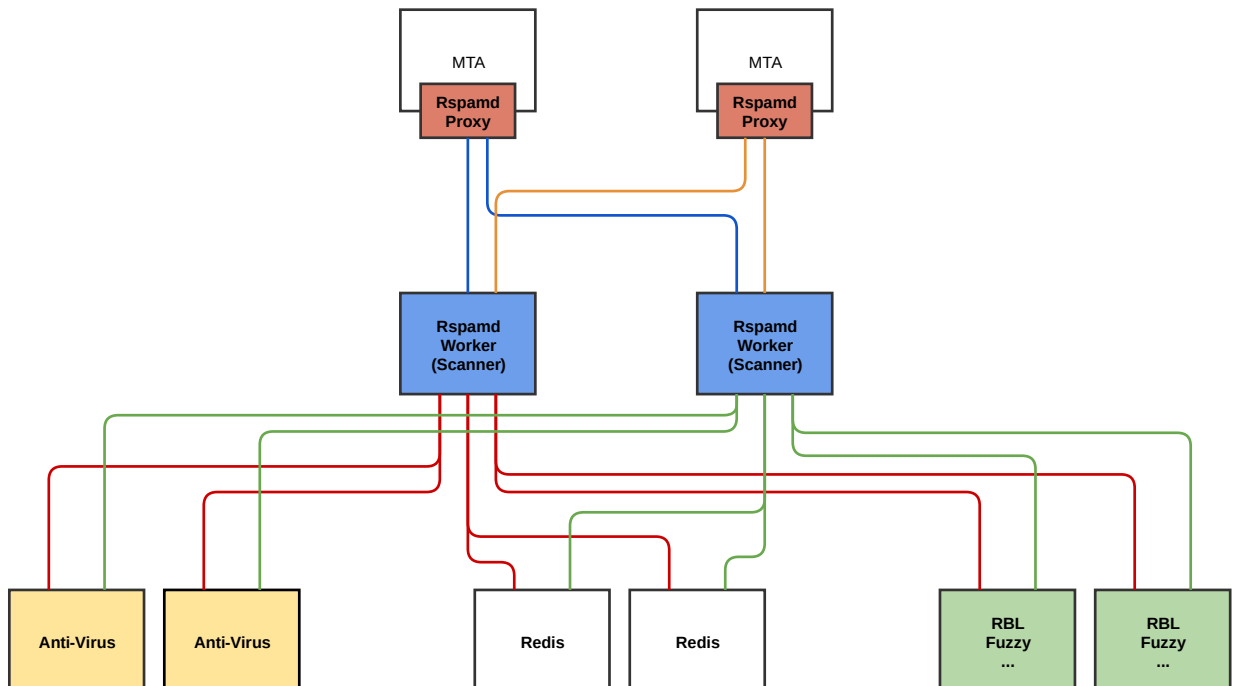 MTA
MTA
Rspamd
Proxy
Rspamd
Proxy
Rspamd
Worker
(Scanner)
Rspamd
Worker
(Scanner)
Anti-Virus
Anti-Virus
Redis
Redis
RBL
Fuzzy
...
RBL
Fuzzy
...